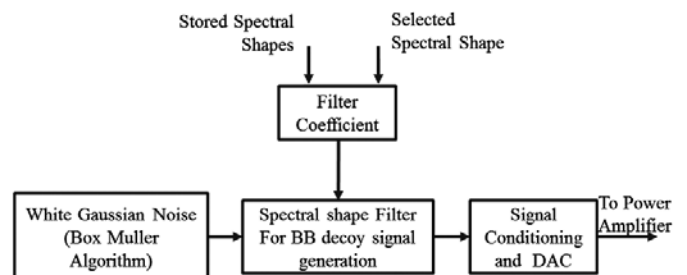 Stored Spectral
Shapes
Selected
Spectral Shape
Filter
Coefficient
White Gaussian Noise
(Box Muller
Algorithm)
Spectral shape Filter
For BB decoy signal
generation
Signal
Conditioning
and DAC
To Power
Amplifier